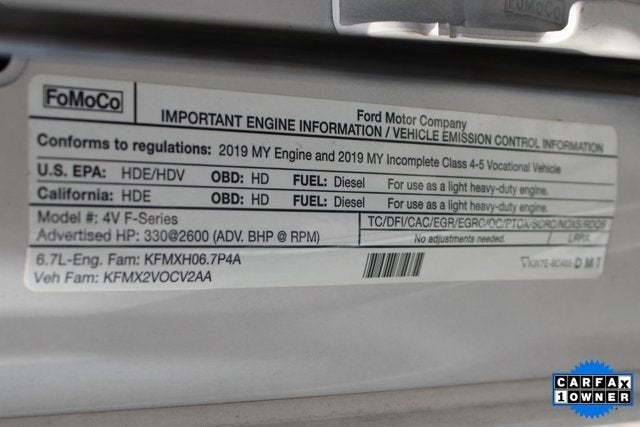 FoMoCo
FoMoCo
Ford Motor Company
IMPORTANT ENGINE INFORMATION / VEHICLE EMISSION CONTROL INFORMATION
Conforms to regulations: 2019 MY Engine and 2019 MY Incomplete Class 4-5 Vocational Vehicle
U.S. EPA: HDE/HDV OBD: HD FUEL: Diesel For use as a light heavy-duty engine.
California: HDE OBD: HD FUEL: Diesel For use as a light heavy-duty engine.
Model #: 4V F-Series
Advertised HP: 330@2600 (ADV. BHP @ RPM)
TC/DFI/CAC/EGR/EGRC/OC/PTOX/SCRC/NOXS/RDQS
No adjustments needed.
6.7L-Eng. Fam: KFMXH06.7P4A
Veh Fam: KFMX2VOCV2AA
DMT
CARFAX
1 OWNER